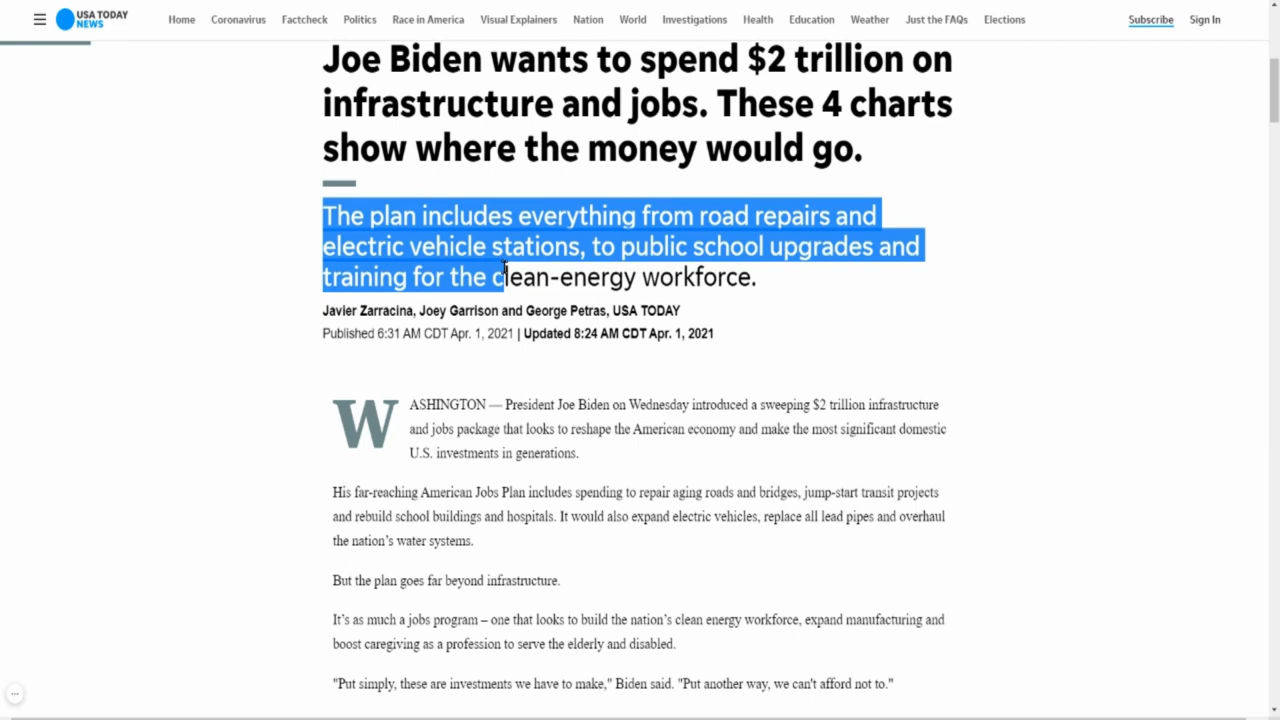 USA TODAY
NEWS
Home Coronavirus Factcheck Politics Race in America Visual Explainers Nation World Investigations Health Education Weather Just the FAQs Elections Subscribe Sign In
Joe Biden wants to spend $2 trillion on
infrastructure and jobs. These 4 charts
show where the money would go.
The plan includes everything from road repairs and
electric vehicle stations, to public school upgrades and
training for the clean-energy workforce.
Javier Zarracina, Joey Garrison and George Petras, USA TODAY
Published 6:31 AM CDT Apr. 1, 2021 | Updated 8:24 AM CDT Apr. 1, 2021
WASHINGTON — President Joe Biden on Wednesday introduced a sweeping $2 trillion infrastructure
and jobs package that looks to reshape the American economy and make the most significant domestic
U.S. investments in generations.
His far-reaching American Jobs Plan includes spending to repair aging roads and bridges, jump-start transit projects
and rebuild school buildings and hospitals. It would also expand electric vehicles, replace all lead pipes and overhaul
the nation's water systems.
But the plan goes far beyond infrastructure.
It's as much a jobs program – one that looks to build the nation's clean energy workforce, expand manufacturing and
boost caregiving as a profession to serve the elderly and disabled.
"Put simply, these are investments we have to make," Biden said. "Put another way, we can't afford not to."